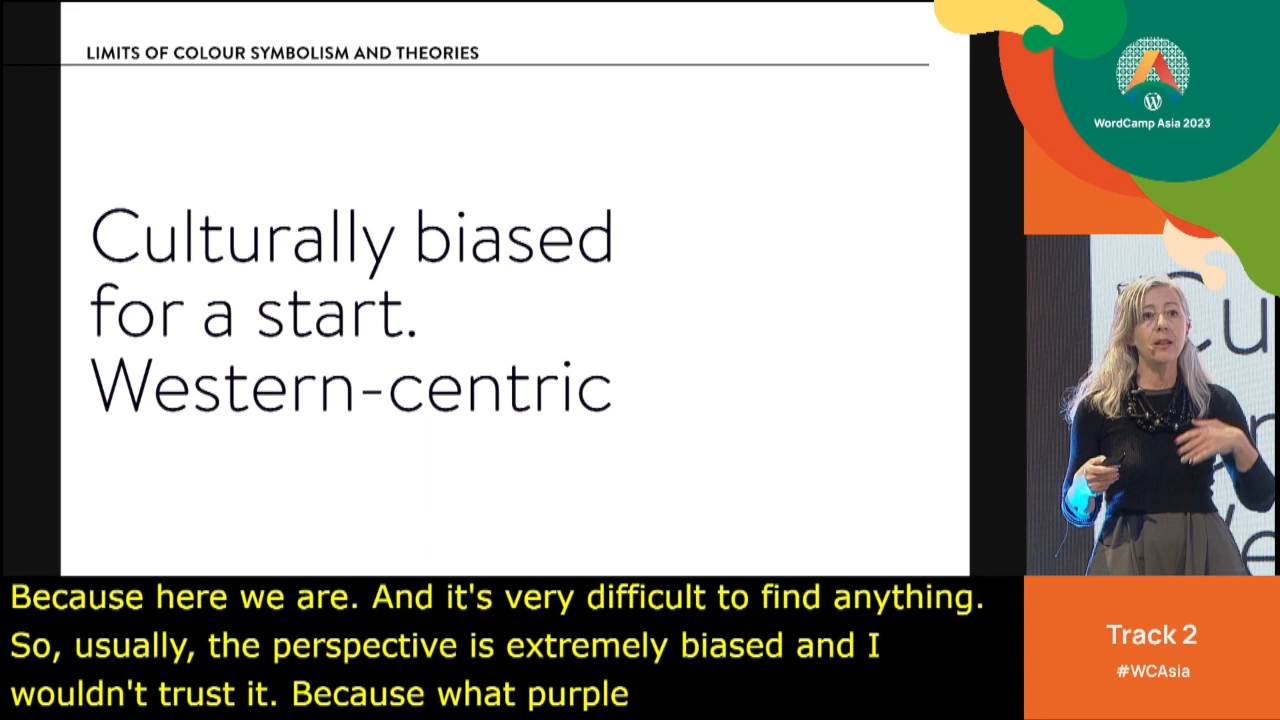 LIMITS OF COLOUR SYMBOLISM AND THEORIES
Culturally biased
for a start.
Western-centric
WordCamp Asia 2023
Cu
Because here we are. And it's very difficult to find anything.
So, usually, the perspective is extremely biased and I
wouldn't trust it. Because what purple
Track 2
#WCAsia